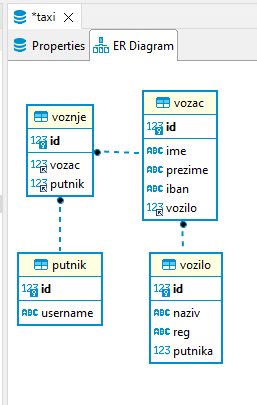 *taxi
Properties
ER Diagram
voznje
123 id
123 vozac
123 putnik
vozac
123 id
ABC ime
ABC prezime
ABC iban
123 vozilo
putnik
123 id
ABC username
vozilo
123 id
ABC naziv
ABC reg
123 putnika